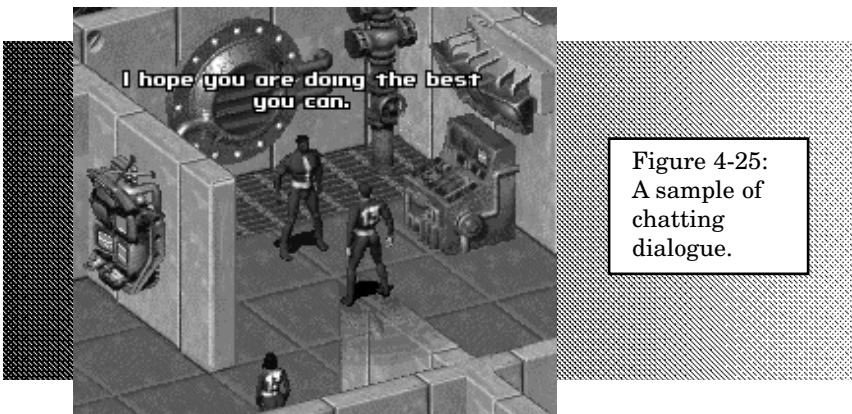 I hope you are doing the best
you can.
Figure 4-25:
A sample of
chatting
dialogue.